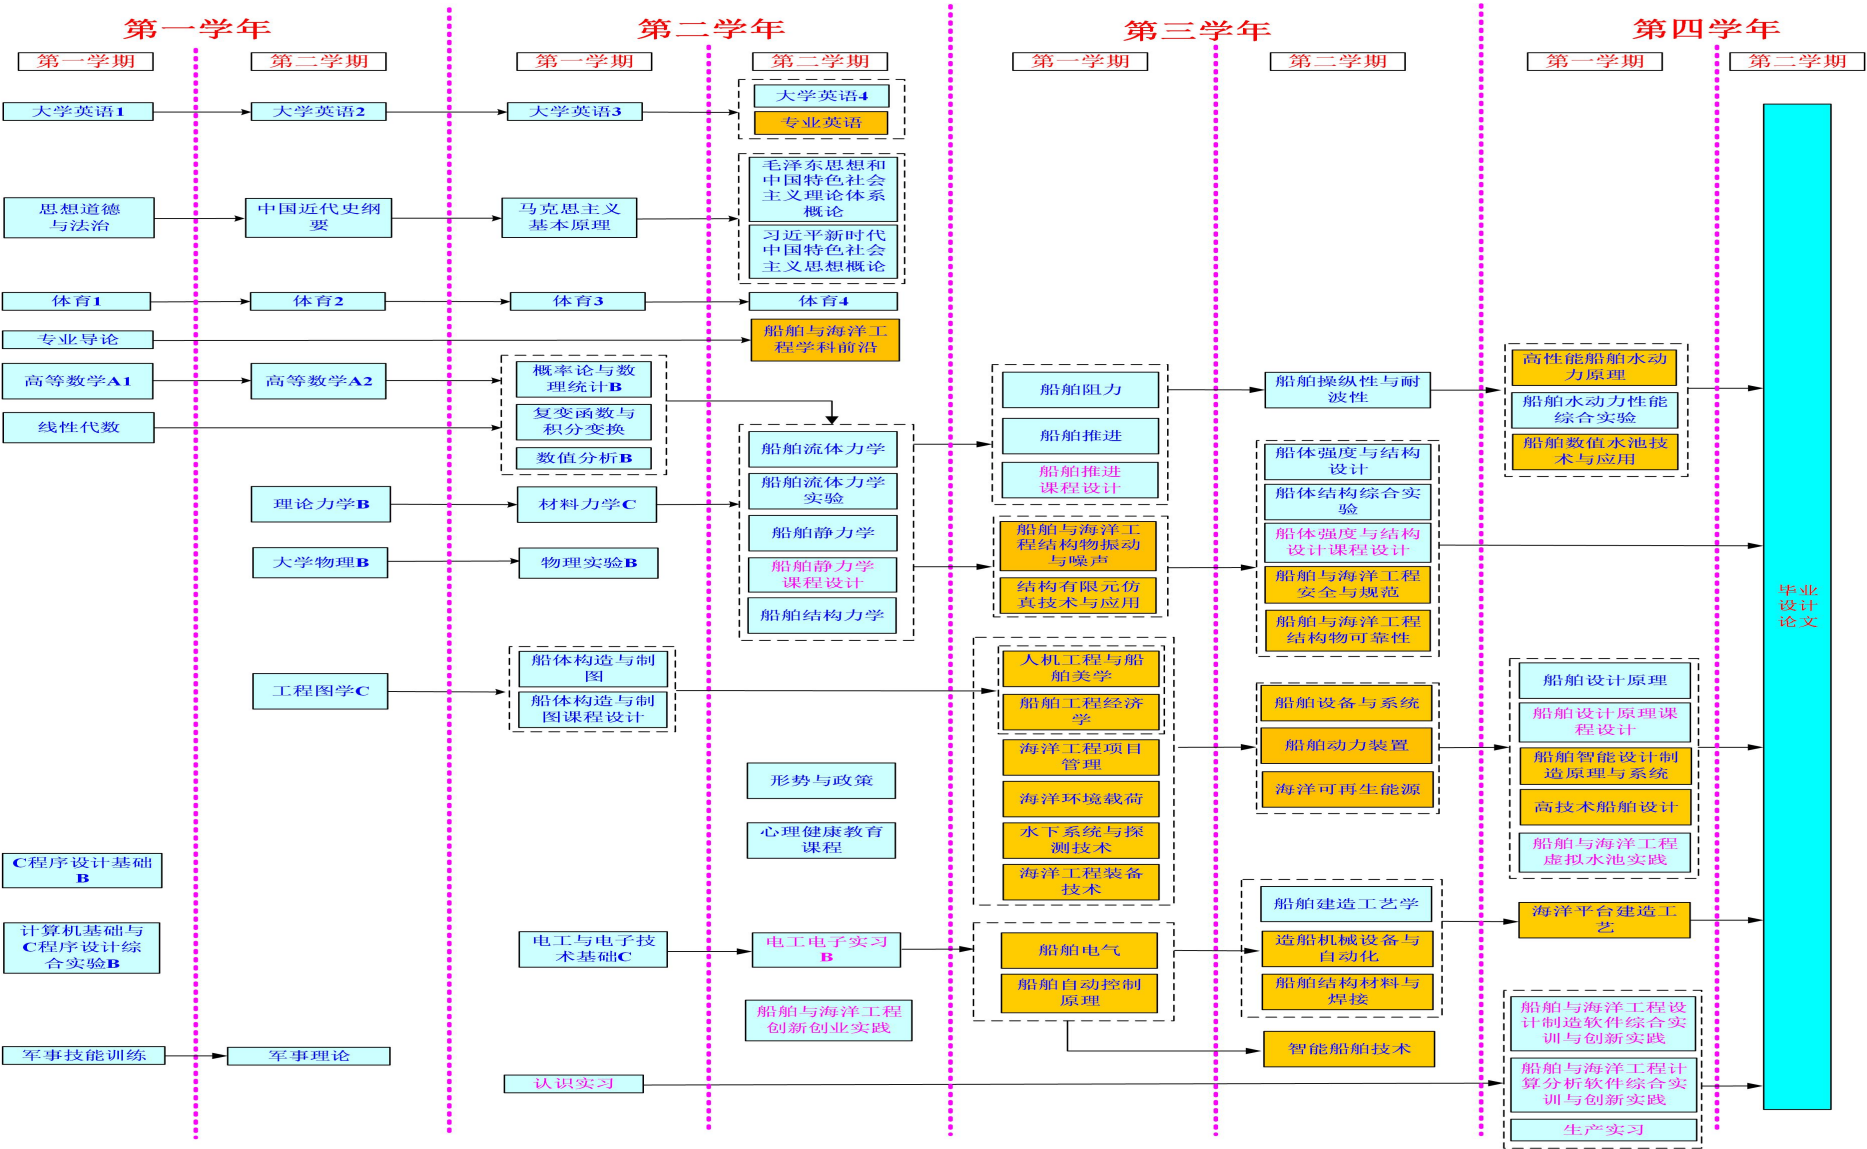 第一学年
第二学年
第三学年
第四学年
第一学期
第二学期
第一学期
第二学期
第一学期
第二学期
第一学期
第二学期
大学英语1
大学英语2
大学英语3
大学英语4
专业英语
思想道德
与法治
中国近代史纲
要
马克思主义
基本原理
毛泽东思想和
中国特色社会
主义理论体系
概论
习近平新时代
中国特色社会
主义思想概论
体育1
体育2
体育3
体育4
专业导论
船舶与海洋工
程学科前沿
高等数学A1
高等数学A2
概率论与数
理统计B
复变函数与
积分变换
数值分析B
线性代数
船舶流体力学
船舶流体力学
实验
船舶静力学
船舶静力学
课程设计
船舶结构力学
理论力学B
材料力学C
大学物理B
物理实验B
船舶阻力
船舶推进
船舶推进
课程设计
船舶操纵性与耐
波性
高性能船舶水动
力原理
船舶水动力性能
综合实验
船舶数值水池技
术与应用
船舶与海洋工
程结构物振动
与噪声
结构有限元仿
真技术与应用
船体强度与结构
设计
船体结构综合实
验
船体强度与结构
设计课程设计
船舶与海洋工程
安全与规范
船舶与海洋工程
结构物可靠性
毕业
设计
论文
工程图学C
船体构造与制
图
船体构造与制
图课程设计
人机工程与船
舶美学
船舶工程经济
学
海洋工程项目
管理
海洋环境载荷
水下系统与探
测技术
海洋工程装备
技术
船舶设备与系统
船舶动力装置
海洋可再生能源
船舶设计原理
船舶设计原理课
程设计
船舶智能设计制
造原理与系统
高技术船舶设计
船舶与海洋工程
虚拟水池实践
形势与政策
心理健康教育
课程
C程序设计基础
B
计算机基础与
C程序设计综
合实验B
电工与电子技
术基础C
电工电子实习
B
船舶电气
船舶自动控制
原理
船舶建造工艺学
造船机械设备与
自动化
船舶结构材料与
焊接
海洋平台建造工
艺
船舶与海洋工程
创新创业实践
智能船舶技术
军事技能训练
军事理论
认识实习
船舶与海洋工程设
计制造软件综合实
训与创新实践
船舶与海洋工程计
算分析软件综合实
训与创新实践
生产实习